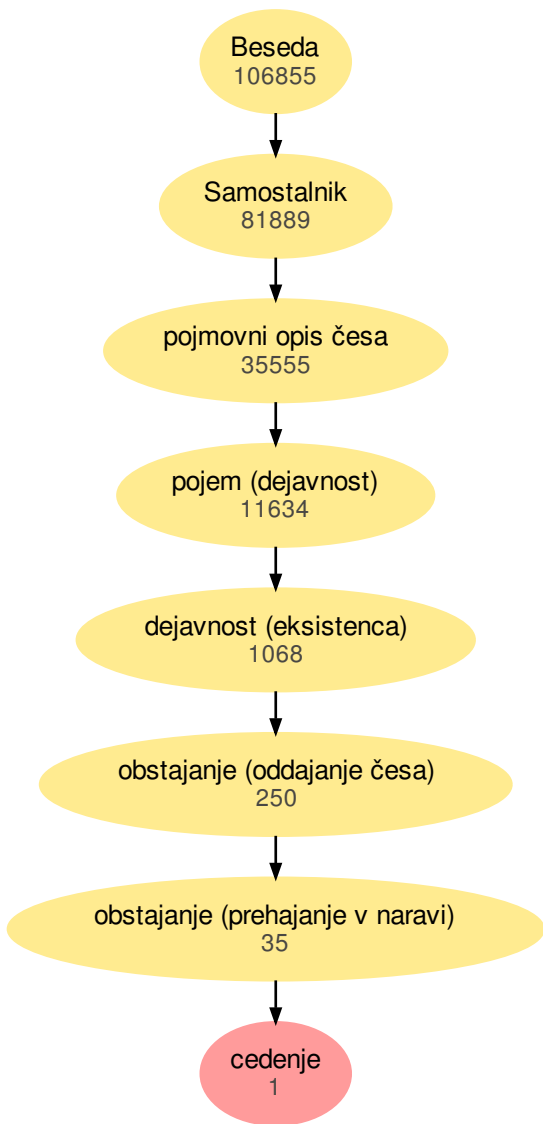 Beseda
106855
Samostalnik
81889
pojmovni opis česa
35555
pojem (dejavnost)
11634
dejavnost (eksistenca)
1068
obstajanje (oddajanje česa)
250
obstajanje (prehajanje v naravi)
35
cedenje
1